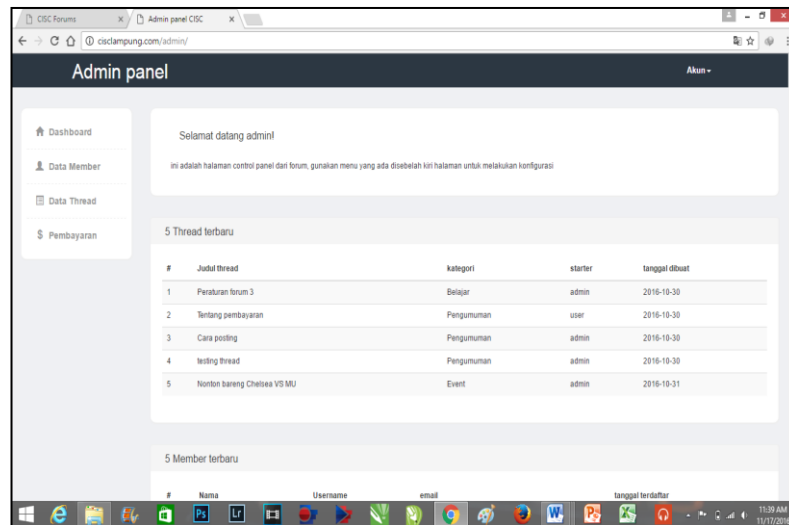 CISC Forums
Admin panel CISC
cisclampung.com/admin/
Admin panel
Akun
Dashboard
Data Member
Data Thread
$ Pembayaran
Selamat datang admin!
ini adalah halaman control panel dari forum, gunakan menu yang ada disebelah kiri halaman untuk melakukan konfigurasi
5 Thread terbaru
# Judul thread kategori starter tanggal dibuat
1 Peraturan forum 3 Belajar admin 2016-10-30
2 Tentang pembayaran Pengumuman user 2016-10-30
3 Cara posting Pengumuman admin 2016-10-30
4 testing thread Pengumuman admin 2016-10-30
5 Nonton bareng Chelsea VS MU Event admin 2016-10-31
5 Member terbaru
# Nama Username email tanggal terdaftar
Ps Lr
11:39 AM
11/17/2016